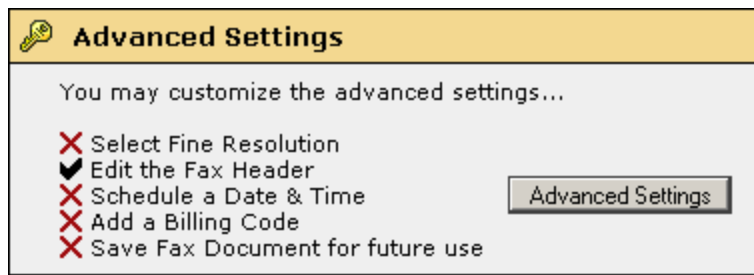 Advanced Settings
You may customize the advanced settings...
Select Fine Resolution
Edit the Fax Header
Schedule a Date & Time
Advanced Settings
Add a Billing Code
Save Fax Document for future use